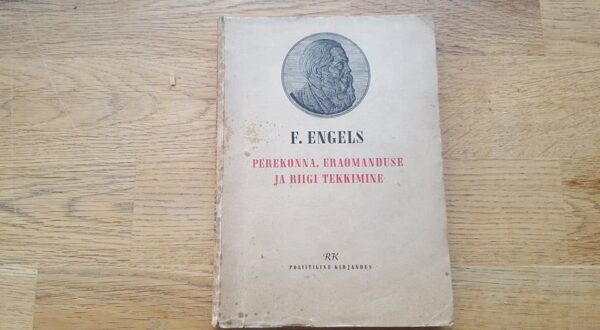 F. ENGELS
PEREKONNA, ERAOMANDUSE
JA RIIGI TEKKIMINE
RK
POLIITILINE KIRJANDUS